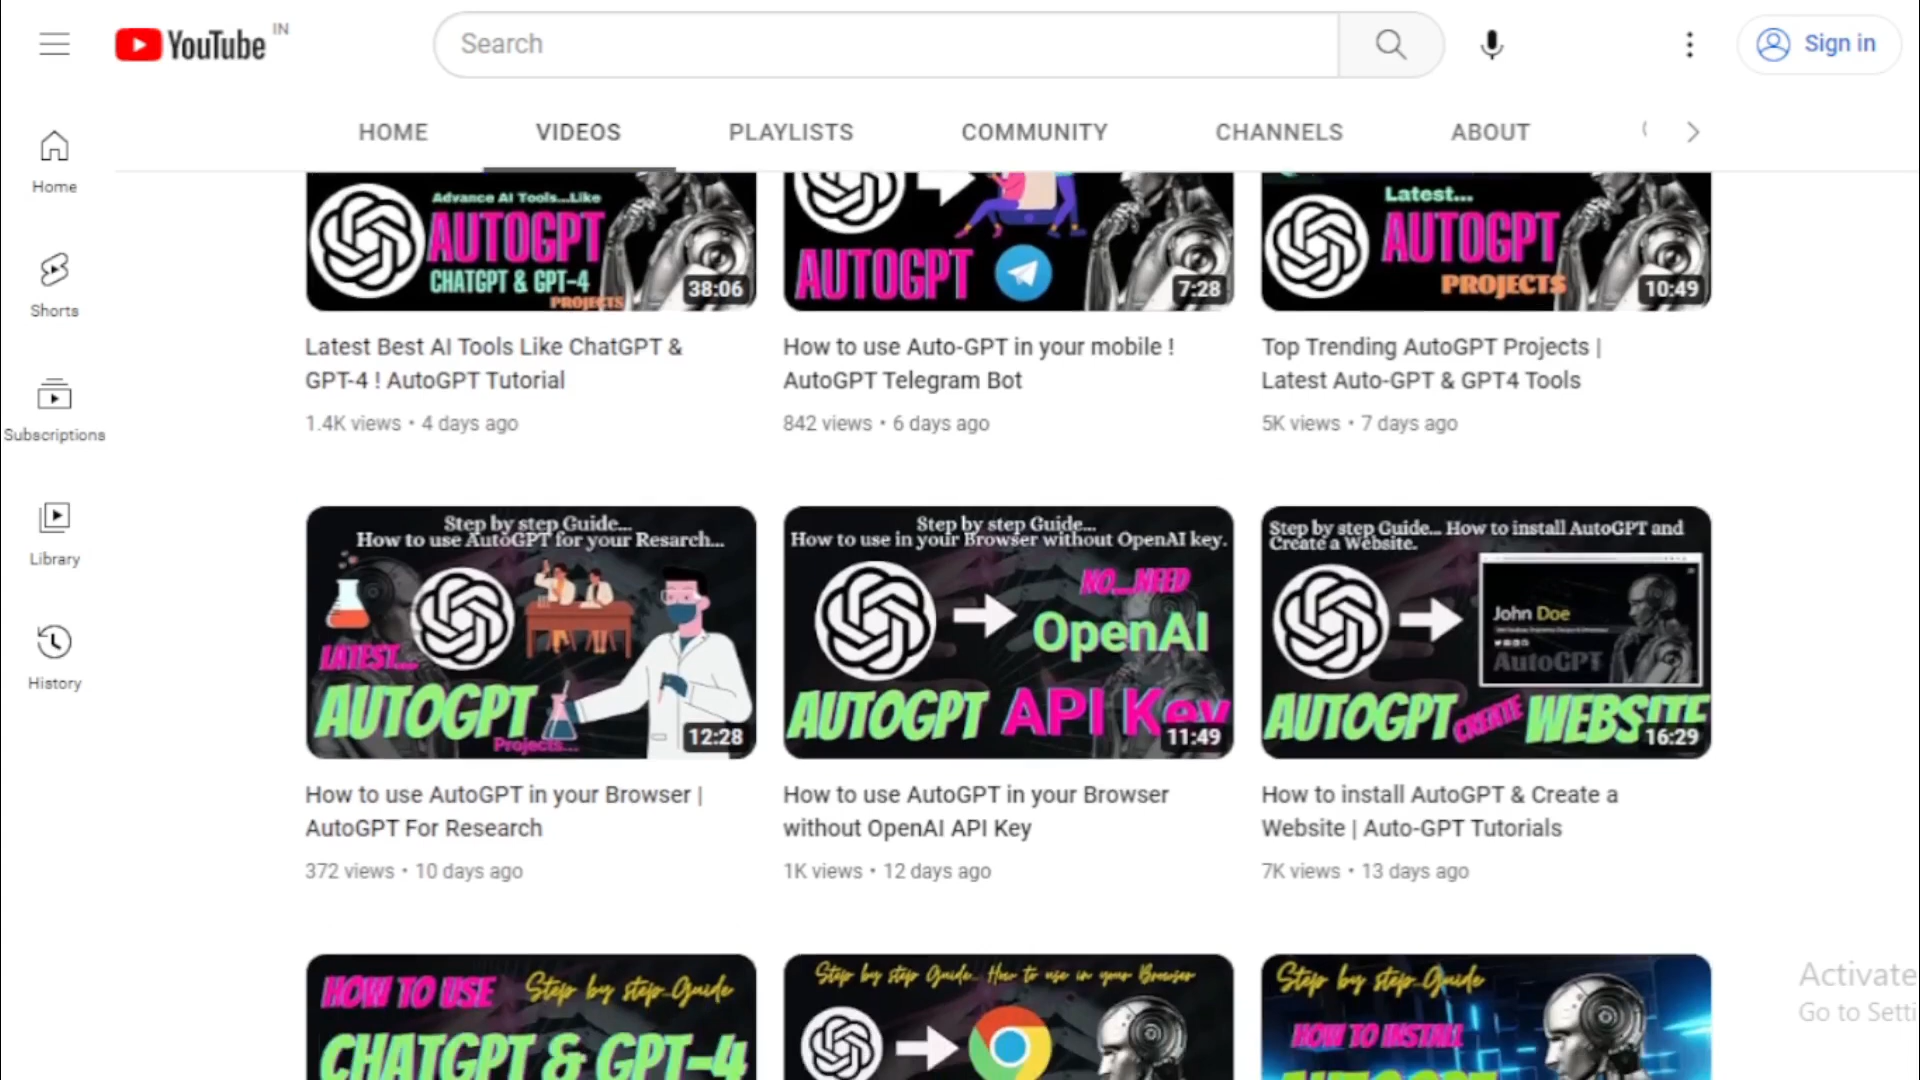 YouTube IN
Search
Sign in
HOME VIDEOS PLAYLISTS COMMUNITY CHANNELS ABOUT
Home
Shorts
Subscriptions
Library
History
Advance AI Tools...Like
AUTOGPT
CHATGPT & GPT-4
PROJECTS
38:06
AUTOGPT
7:28
Latest...
AUTOGPT
PROJECTS
10:49
Latest Best AI Tools Like ChatGPT &
GPT-4 ! AutoGPT Tutorial
1.4K views • 4 days ago
How to use Auto-GPT in your mobile !
AutoGPT Telegram Bot
842 views • 6 days ago
Top Trending AutoGPT Projects |
Latest Auto-GPT & GPT4 Tools
5K views • 7 days ago
Step by step Guide...
How to use AutoGPT for your Resarch...
LATEST...
AUTOGPT
Projects...
12:28
Step by step Guide...
How to use in your Browser without OpenAI key.
NO__NEED
OpenAI
AUTOGPT API Key
11:49
Step by step Guide... How to install AutoGPT and
Create a Website.
John Doe
AutoGPT
AUTOGPT CREATE WEBSITE
16:29
How to use AutoGPT in your Browser |
AutoGPT For Research
372 views • 10 days ago
How to use AutoGPT in your Browser
without OpenAI API Key
1K views • 12 days ago
How to install AutoGPT & Create a
Website | Auto-GPT Tutorials
7K views • 13 days ago
HOW TO USE Step by step Guide
CHATGPT & GPT-4
Step by step Guide.. How to use in your Browser
Step by step Guide
HOW TO INSTALL
AUTOGPT
Activate
Go to Setti